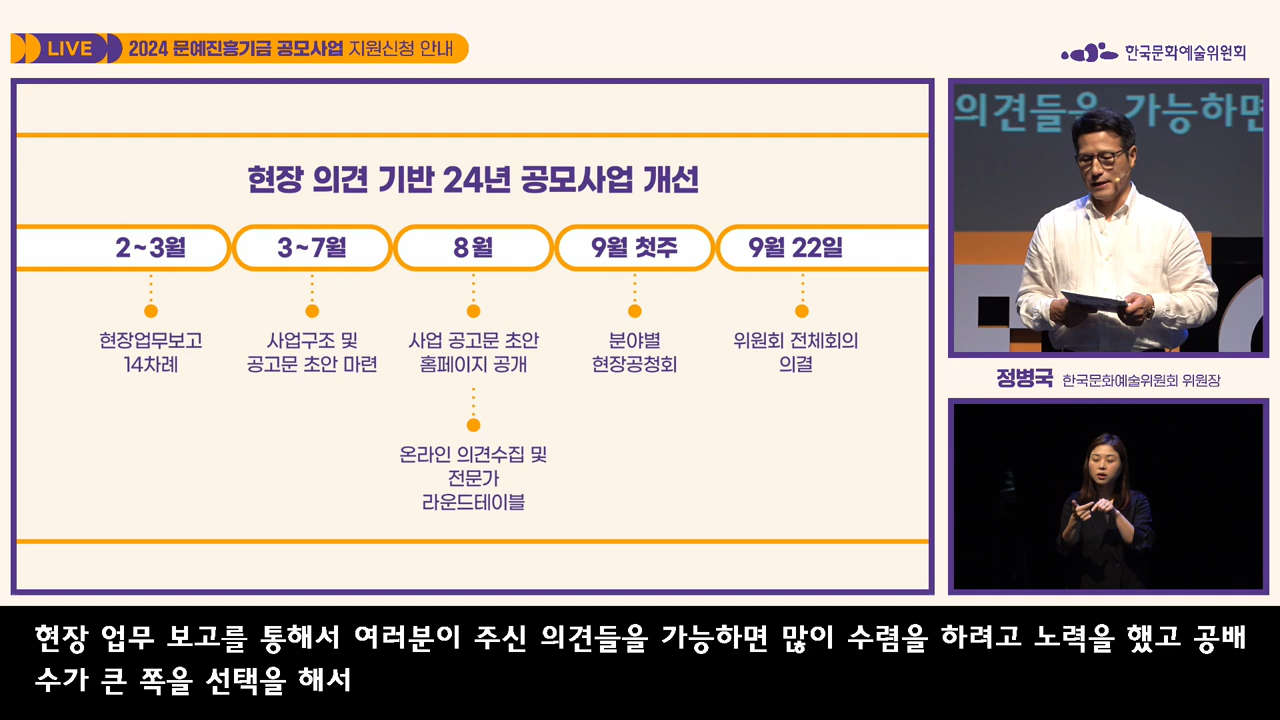 LIVE 2024 문예진흥기금 공모사업 지원신청 안내
한국문화예술위원회
현장 의견 기반 24년 공모사업 개선
2~3월 3~7월 8월 9월 첫주 9월 22일
현장업무보고
14차례
사업구조 및
공고문 초안 마련
사업 공고문 초안
홈페이지 공개
온라인 의견수집 및
전문가
라운드테이블
분야별
현장공청회
위원회 전체회의
의결
의견들을 가능하면
정병국 한국문화예술위원회 위원장
현장 업무 보고를 통해서 여러분이 주신 의견들을 가능하면 많이 수렴을 하려고 노력을 했고 공배
수가 큰 쪽을 선택을 해서